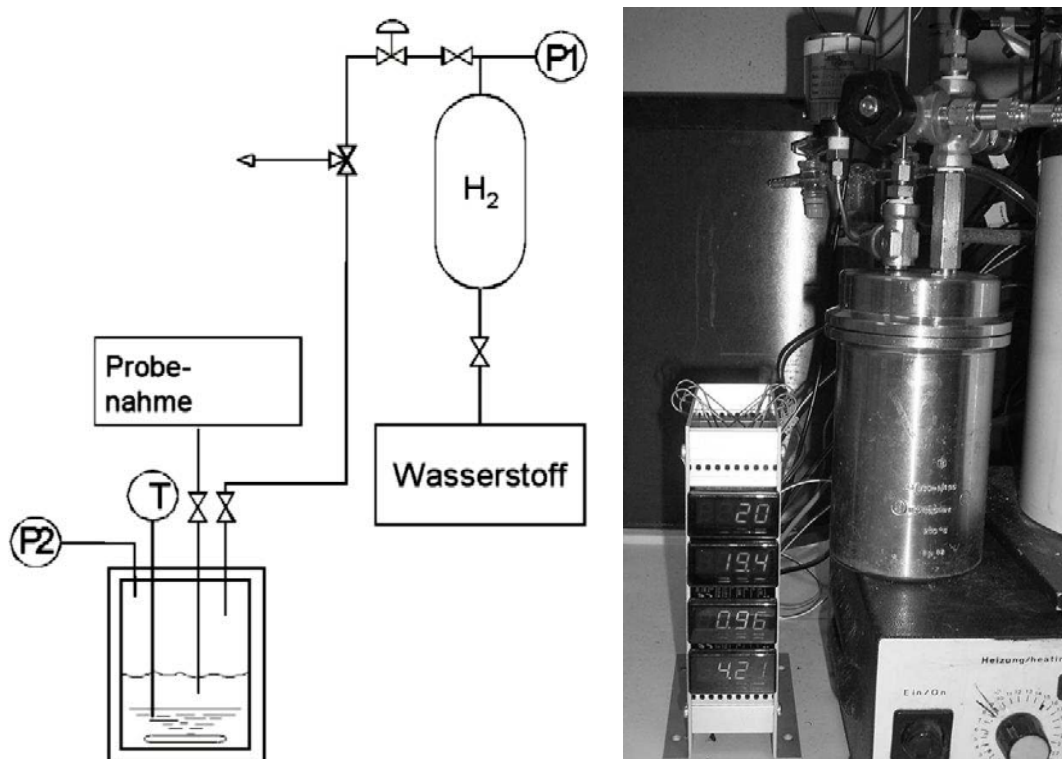 P1
H₂
Probe-
nahme
Wasserstoff
T
P2
20
19.4
0.96
4.21
Heizung/heating
Ein/On